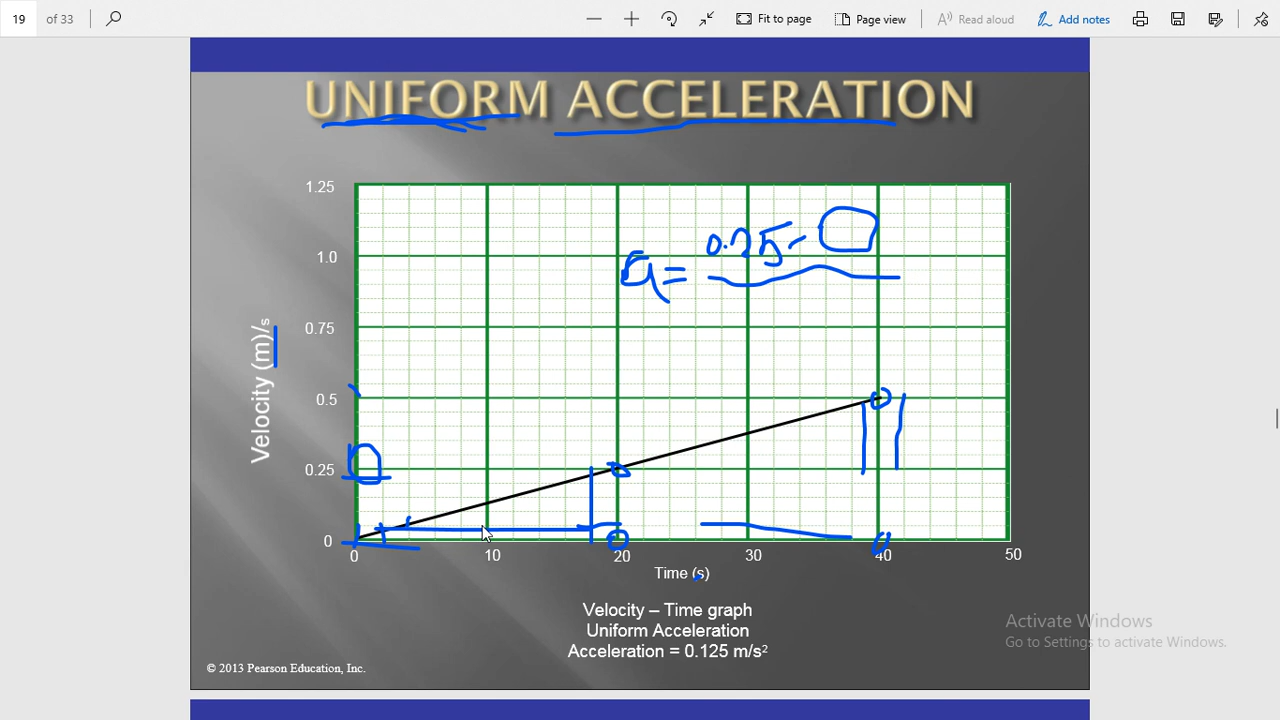 19 of 33
Fit to page
Page view
Read aloud
Add notes
UNIFORM ACCELERATION
1.25
1.0
0.75
0.5
0.25
0
Velocity (m)/s
a = 0.25 -
0 10 20 30 40 50
Time (s)
Velocity – Time graph
Uniform Acceleration
Acceleration = 0.125 m/s²
© 2013 Pearson Education, Inc.
Activate Windows
Go to Settings to activate Windows.